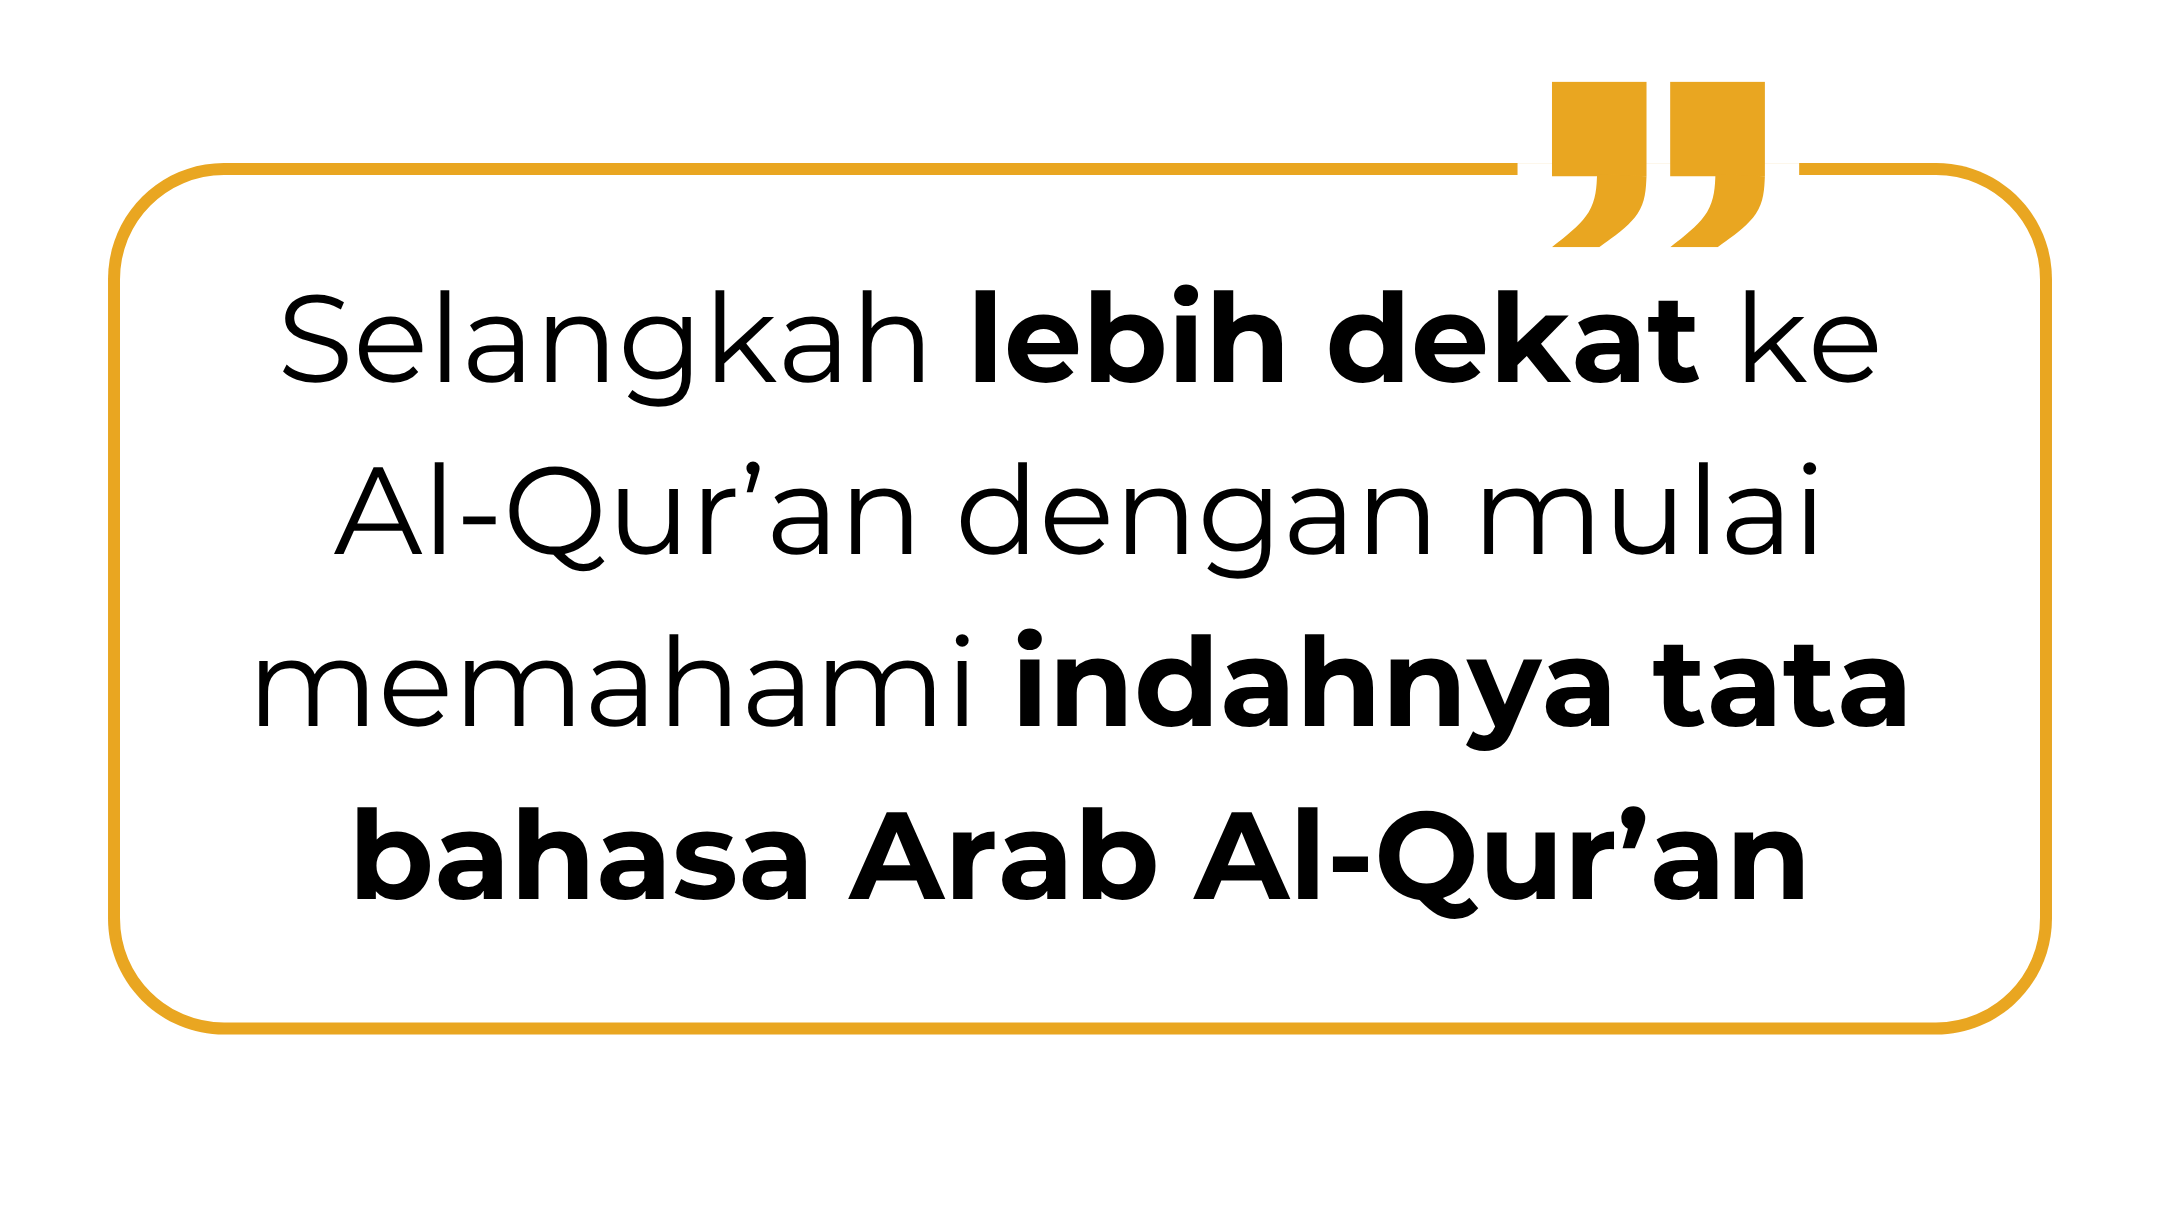 Selangkah lebih dekat ke
Al-Qur’an dengan mulai
memahami indahnya tata
bahasa Arab Al-Qur’an